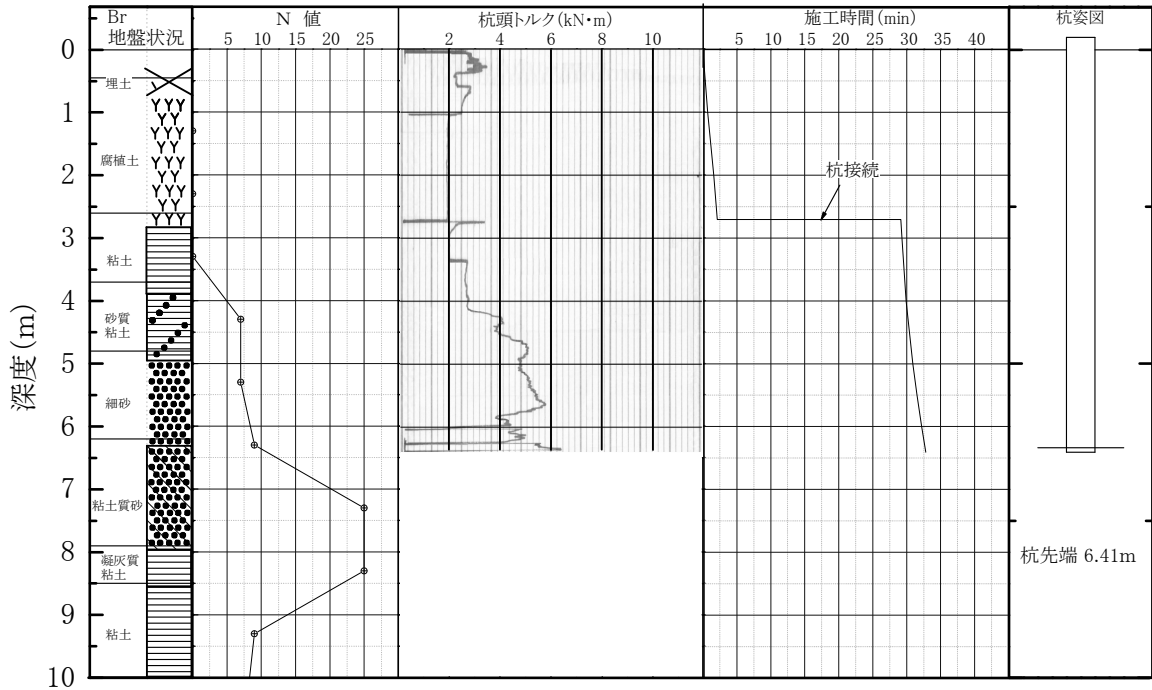 Br
地盤状況
N 値
杭頭トルク(kN・m)
施工時間(min)
杭姿図
5 10 15 20 25
2 4 6 8 10
5 10 15 20 25 30 35 40
深度(m)
0
1
2
3
4
5
6
7
8
9
10
埋土
腐植土
粘土
砂質
粘土
細砂
粘土質砂
凝灰質
粘土
粘土
杭接続
杭先端 6.41m